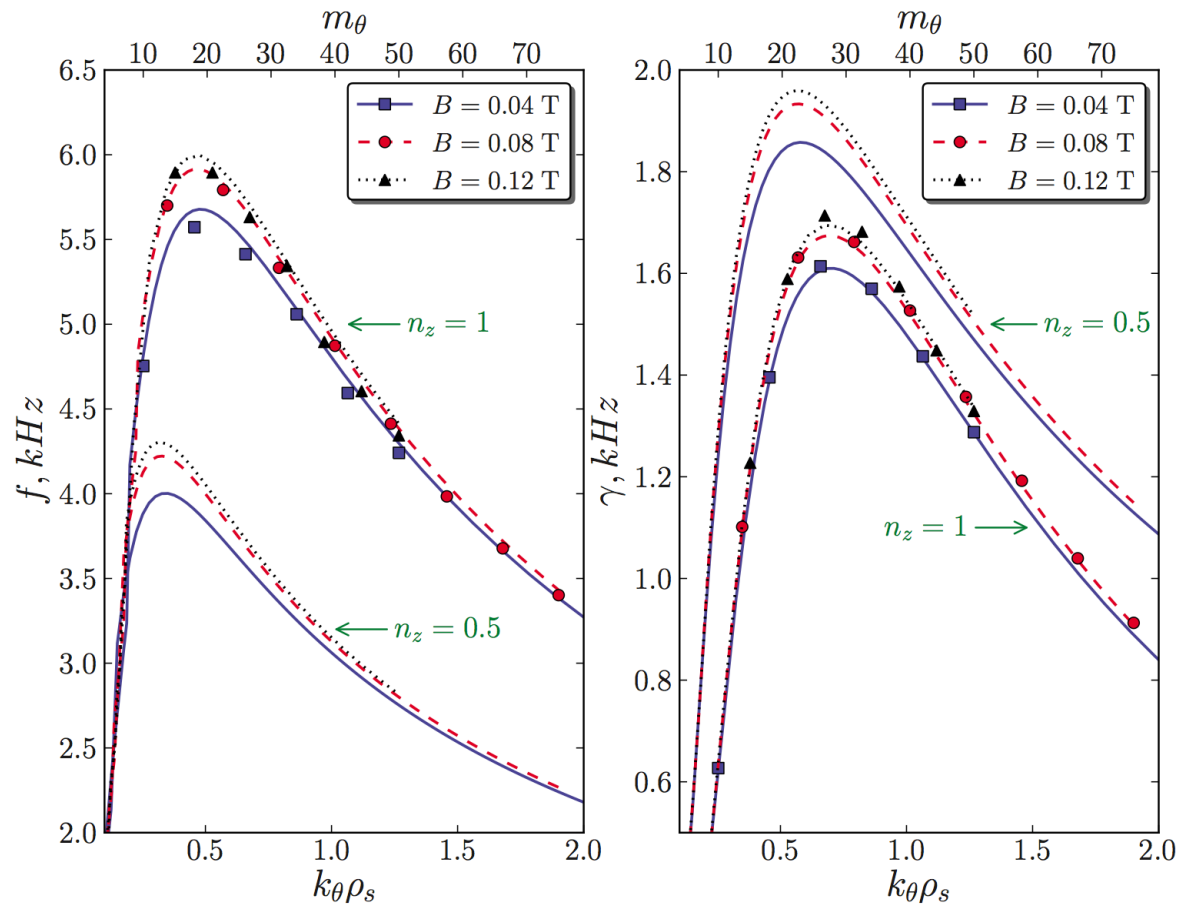 m_θ
10 20 30 40 50 60 70
6.5
6.0
5.5
5.0
4.5
4.0
3.5
3.0
2.5
2.0
f, kHz
B = 0.04 T
B = 0.08 T
B = 0.12 T
n_z = 1
n_z = 0.5
0.5 1.0 1.5 2.0
k_θρ_s
m_θ
10 20 30 40 50 60 70
2.0
1.8
1.6
1.4
1.2
1.0
0.8
0.6
γ, kHz
B = 0.04 T
B = 0.08 T
B = 0.12 T
n_z = 0.5
n_z = 1
0.5 1.0 1.5 2.0
k_θρ_s